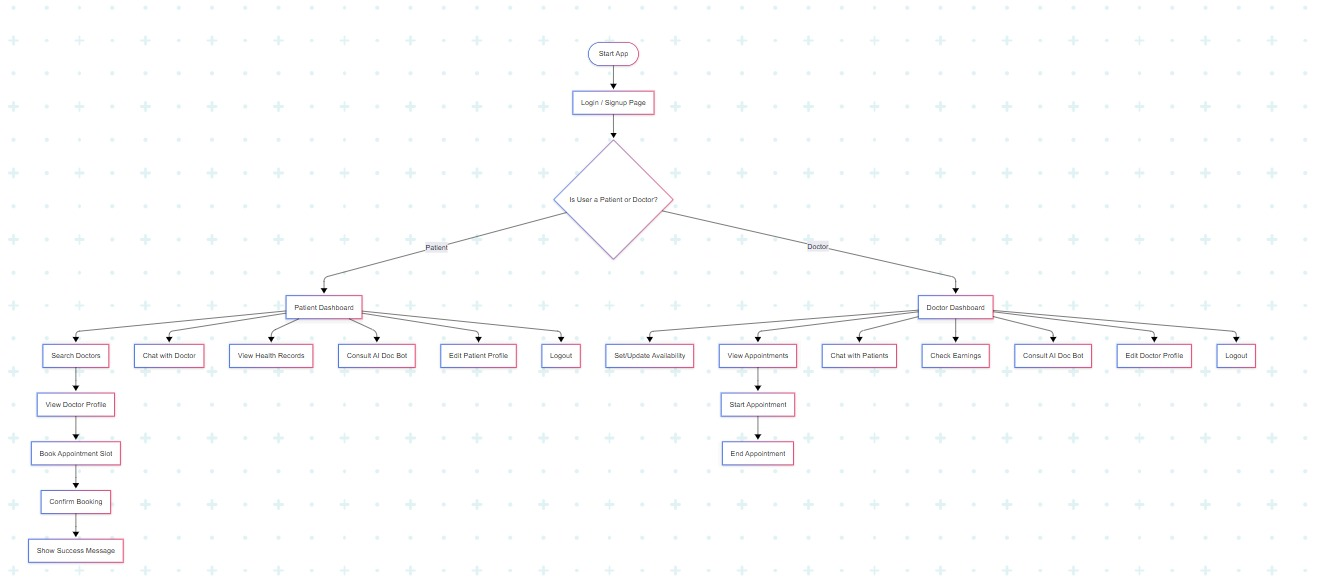 Start App
Login / Signup Page
Is User a Patient or Doctor?
Patient
Doctor
Patient Dashboard
Doctor Dashboard
Search Doctors
Chat with Doctor
View Health Records
Consult AI Doc Bot
Edit Patient Profile
Logout
Set/Update Availability
View Appointments
Chat with Patients
Check Earnings
Consult AI Doc Bot
Edit Doctor Profile
Logout
View Doctor Profile
Start Appointment
Book Appointment Slot
End Appointment
Confirm Booking
Show Success Message